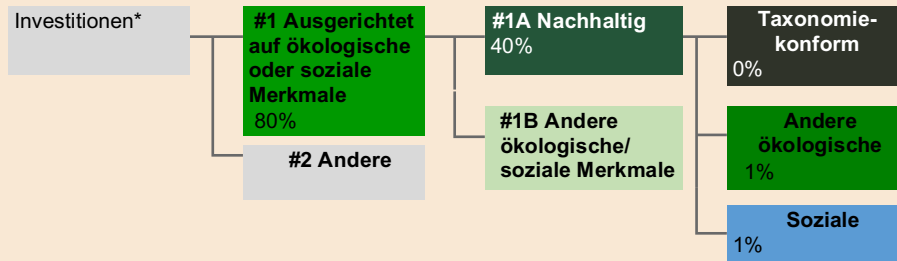 Investitionen*
#1 Ausgerichtet
auf ökologische
oder soziale
Merkmale
80%
#2 Andere
#1A Nachhaltig
40%
#1B Andere
ökologische/
soziale Merkmale
Taxonomie-
konform
0%
Andere
ökologische
1%
Soziale
1%